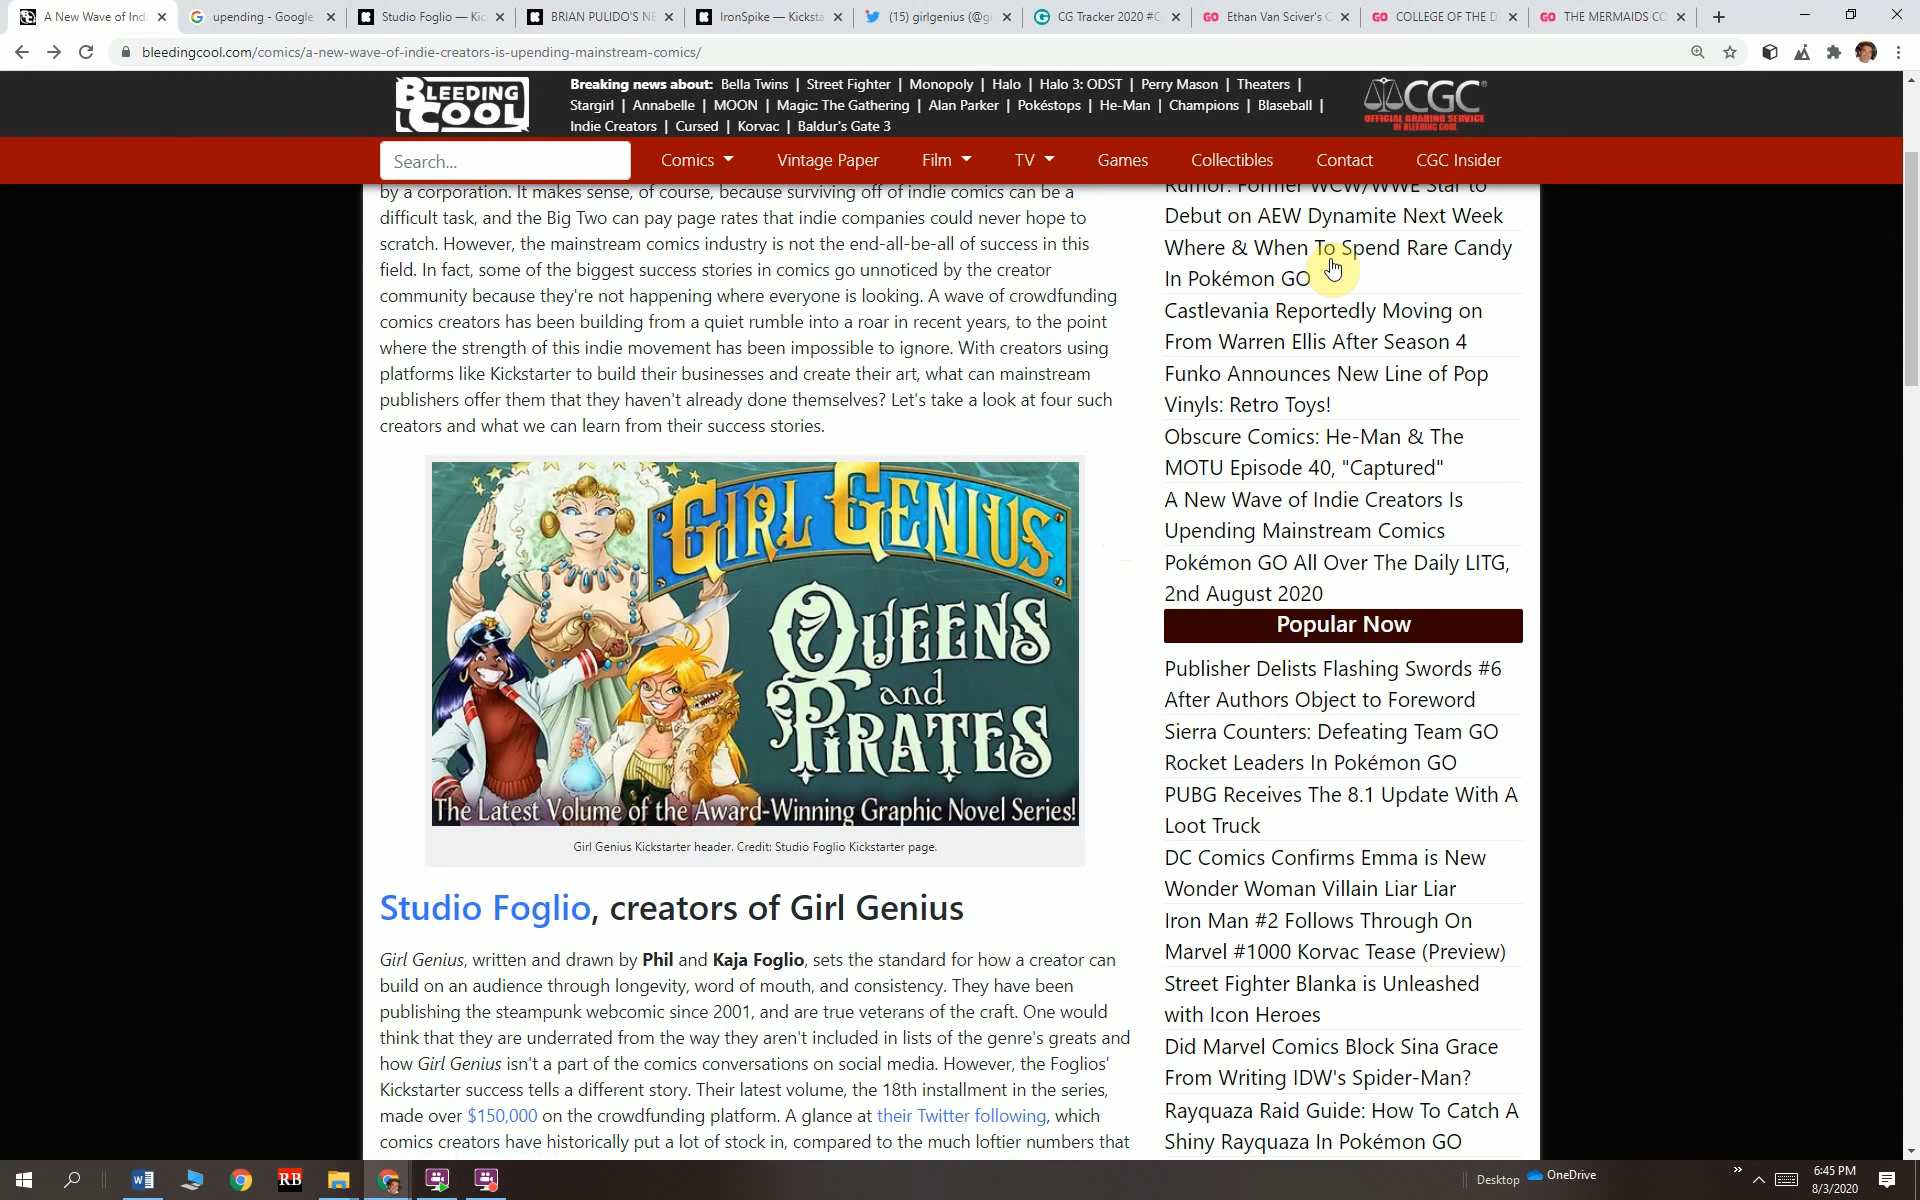 A New Wave of Ind
upending - Google
Studio Foglio — Kic
BRIAN PULIDO'S NE
IronSpike — Kicksta
(15) girlgenius (@gi
CG Tracker 2020 #C
Ethan Van Sciver's C
COLLEGE OF THE D
THE MERMAIDS CO
bleedingcool.com/comics/a-new-wave-of-indie-creators-is-upending-mainstream-comics/
BLEEDING COOL
Breaking news about: Bella Twins | Street Fighter | Monopoly | Halo | Halo 3: ODST | Perry Mason | Theaters |
Stargirl | Annabelle | MOON | Magic: The Gathering | Alan Parker | Pokéstops | He-Man | Champions | Blaseball |
Indie Creators | Cursed | Korvac | Baldur's Gate 3
CGC
OFFICIAL GRADING SERVICE
OF BLEEDING COOL
Search...
Comics
Vintage Paper
Film
TV
Games
Collectibles
Contact
CGC Insider
by a corporation. It makes sense, of course, because surviving off of indie comics can be a
difficult task, and the Big Two can pay page rates that indie companies could never hope to
scratch. However, the mainstream comics industry is not the end-all-be-all of success in this
field. In fact, some of the biggest success stories in comics go unnoticed by the creator
community because they're not happening where everyone is looking. A wave of crowdfunding
comics creators has been building from a quiet rumble into a roar in recent years, to the point
where the strength of this indie movement has been impossible to ignore. With creators using
platforms like Kickstarter to build their businesses and create their art, what can mainstream
publishers offer them that they haven't already done themselves? Let's take a look at four such
creators and what we can learn from their success stories.
GIRL GENIUS
QUEENS
and
PIRATES
The Latest Volume of the Award-Winning Graphic Novel Series!
Girl Genius Kickstarter header. Credit: Studio Foglio Kickstarter page.
Studio Foglio, creators of Girl Genius
Girl Genius, written and drawn by Phil and Kaja Foglio, sets the standard for how a creator can
build on an audience through longevity, word of mouth, and consistency. They have been
publishing the steampunk webcomic since 2001, and are true veterans of the craft. One would
think that they are underrated from the way they aren't included in lists of the genre's greats and
how Girl Genius isn't a part of the comics conversations on social media. However, the Foglios'
Kickstarter success tells a different story. Their latest volume, the 18th installment in the series,
made over $150,000 on the crowdfunding platform. A glance at their Twitter following, which
comics creators have historically put a lot of stock in, compared to the much loftier numbers that
Rumor: Former WCW/WWE Star to
Debut on AEW Dynamite Next Week
Where & When To Spend Rare Candy
In Pokémon GO
Castlevania Reportedly Moving on
From Warren Ellis After Season 4
Funko Announces New Line of Pop
Vinyls: Retro Toys!
Obscure Comics: He-Man & The
MOTU Episode 40, "Captured"
A New Wave of Indie Creators Is
Upending Mainstream Comics
Pokémon GO All Over The Daily LITG,
2nd August 2020
Popular Now
Publisher Delists Flashing Swords #6
After Authors Object to Foreword
Sierra Counters: Defeating Team GO
Rocket Leaders In Pokémon GO
PUBG Receives The 8.1 Update With A
Loot Truck
DC Comics Confirms Emma is New
Wonder Woman Villain Liar Liar
Iron Man #2 Follows Through On
Marvel #1000 Korvac Tease (Preview)
Street Fighter Blanka is Unleashed
with Icon Heroes
Did Marvel Comics Block Sina Grace
From Writing IDW's Spider-Man?
Rayquaza Raid Guide: How To Catch A
Shiny Rayquaza In Pokémon GO
RB
Desktop
OneDrive
6:45 PM
8/3/2020